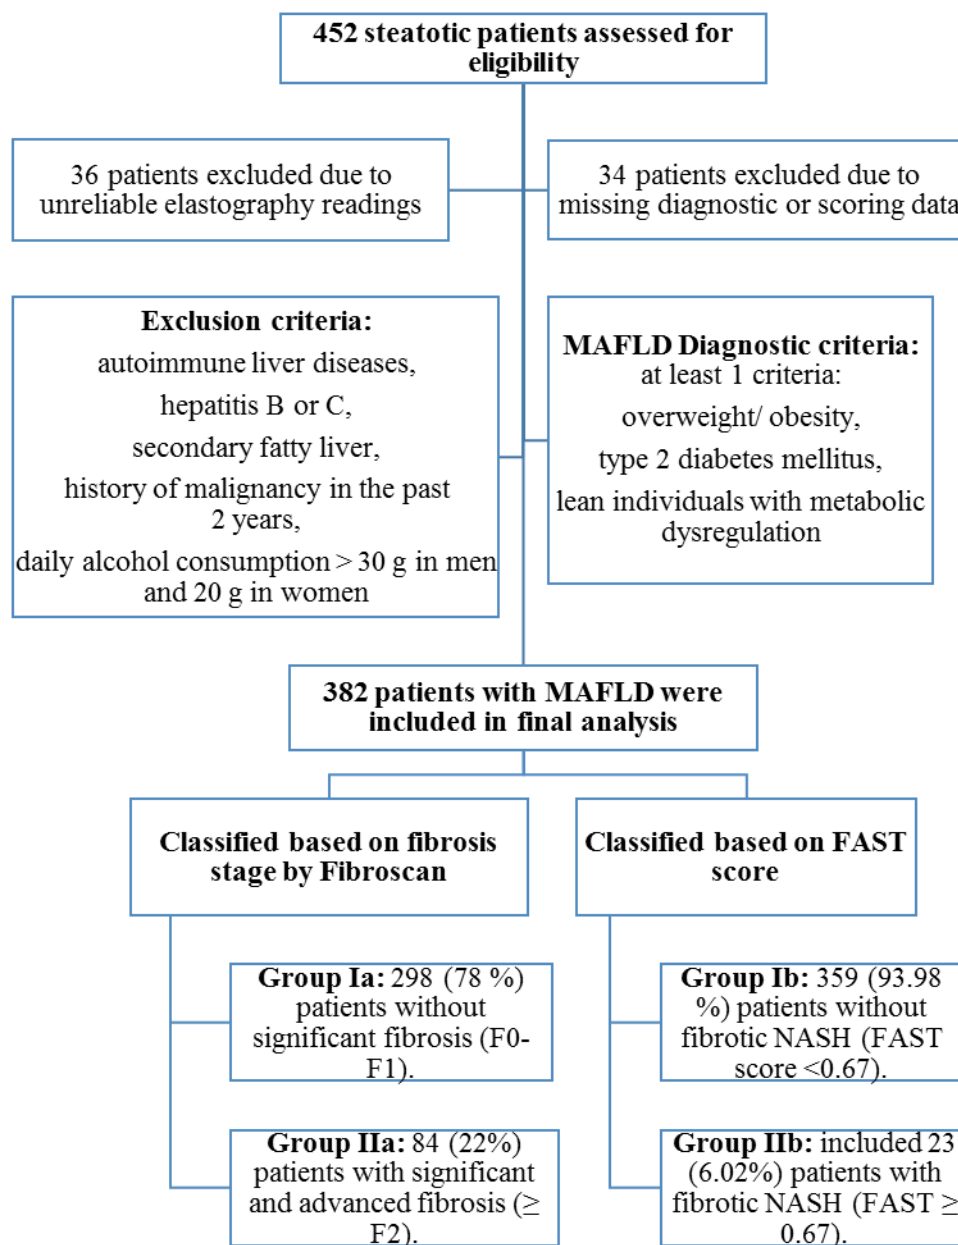 452 steatotic patients assessed for
eligibility
36 patients excluded due to
unreliable elastography readings
34 patients excluded due to
missing diagnostic or scoring data
Exclusion criteria:
autoimmune liver diseases,
hepatitis B or C,
secondary fatty liver,
history of malignancy in the past
2 years,
daily alcohol consumption > 30 g in men
and 20 g in women
MAFLD Diagnostic criteria:
at least 1 criteria:
overweight/ obesity,
type 2 diabetes mellitus,
lean individuals with metabolic
dysregulation
382 patients with MAFLD were
included in final analysis
Classified based on fibrosis
stage by Fibroscan
Classified based on FAST
score
Group Ia: 298 (78 %)
patients without
significant fibrosis (F0-
F1).
Group Ib: 359 (93.98
%) patients without
fibrotic NASH (FAST
score <0.67).
Group IIa: 84 (22%)
patients with significant
and advanced fibrosis (≥
F2).
Group IIb: included 23
(6.02%) patients with
fibrotic NASH (FAST ≥
0.67).